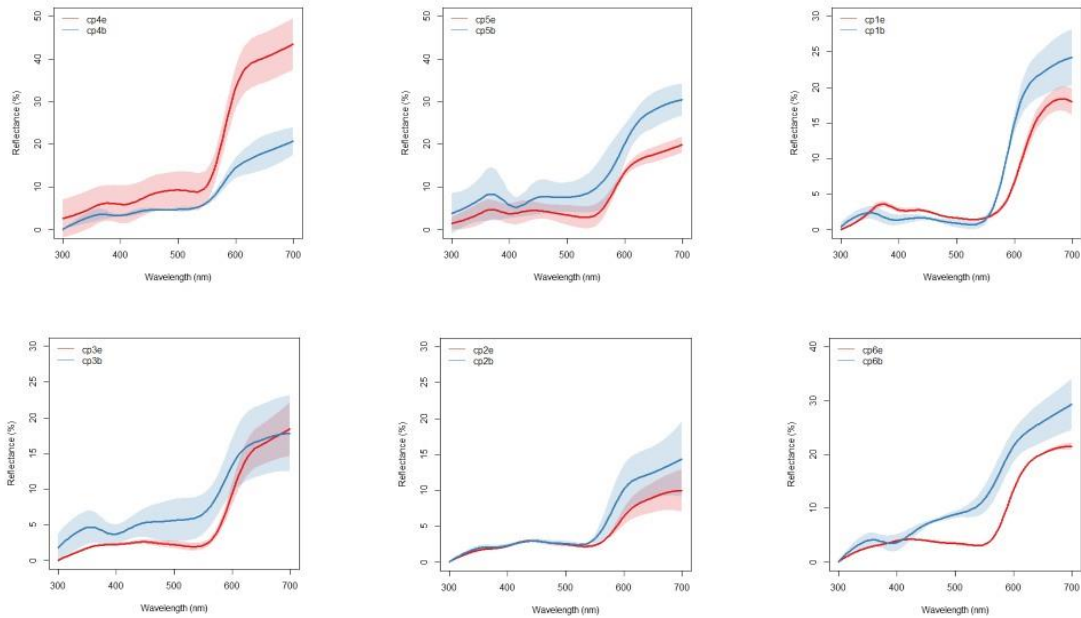 cp4e
cp4b
50
40
30
20
10
0
Reflectance (%)
300 400 500 600 700
Wavelength (nm)
cp5e
cp5b
50
40
30
20
10
0
Reflectance (%)
300 400 500 600 700
Wavelength (nm)
cp1e
cp1b
30
25
20
15
10
5
0
Reflectance (%)
300 400 500 600 700
Wavelength (nm)
cp3e
cp3b
30
25
20
15
10
5
0
Reflectance (%)
300 400 500 600 700
Wavelength (nm)
cp2e
cp2b
30
25
20
15
10
5
0
Reflectance (%)
300 400 500 600 700
Wavelength (nm)
cp6e
cp6b
40
30
20
10
0
Reflectance (%)
300 400 500 600 700
Wavelength (nm)